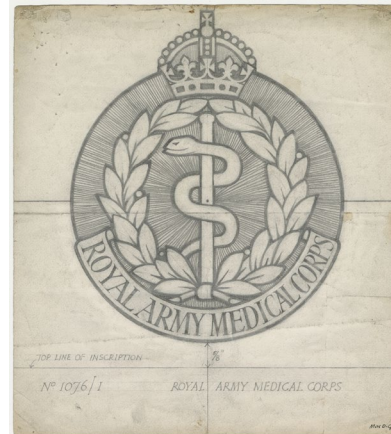 ROYAL ARMY MEDICAL CORPS
TOP LINE OF INSCRIPTION
Nº 1076/1 ROYAL ARMY MEDICAL CORPS